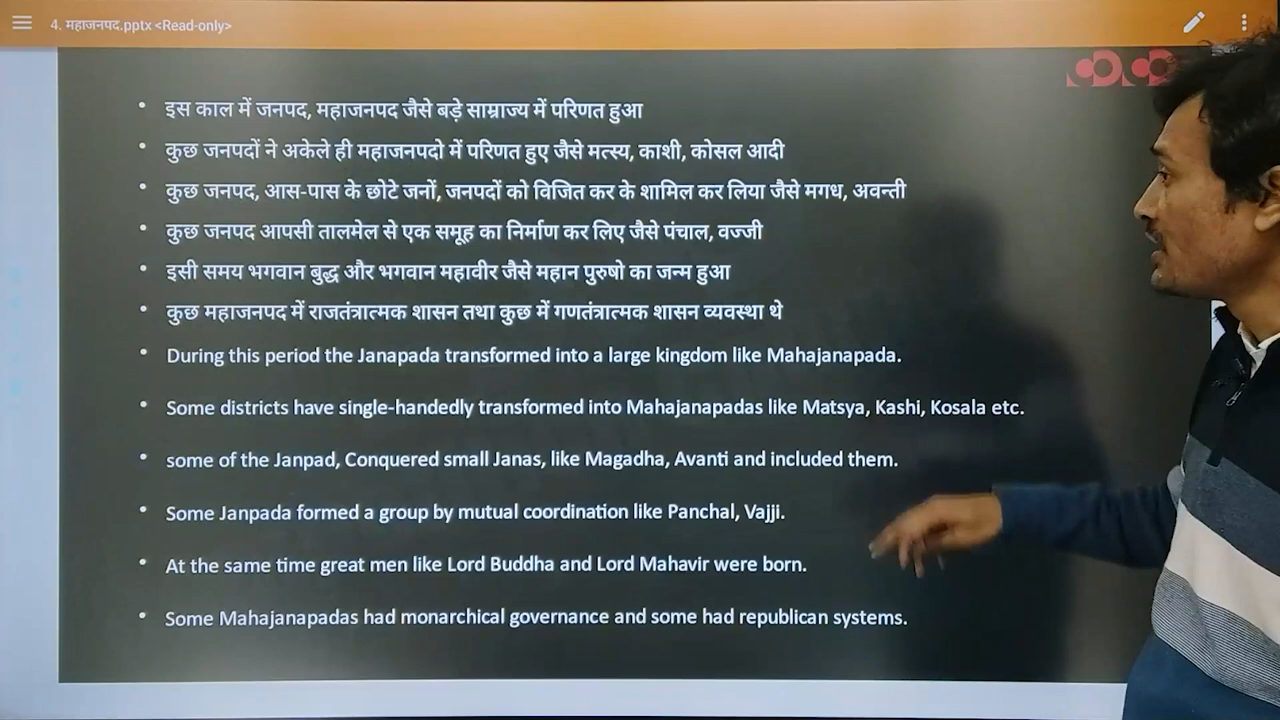 4. महाजनपद.pptx <Read-only>
• इस काल में जनपद, महाजनपद जैसे बड़े साम्राज्य में परिणत हुआ
• कुछ जनपदों ने अकेले ही महाजनपदो में परिणत हुए जैसे मत्स्य, काशी, कोसल आदी
• कुछ जनपद, आस-पास के छोटे जनों, जनपदों को विजित कर के शामिल कर लिया जैसे मगध, अवन्ती
• कुछ जनपद आपसी तालमेल से एक समूह का निर्माण कर लिए जैसे पंचाल, वज्जी
• इसी समय भगवान बुद्ध और भगवान महावीर जैसे महान पुरुषो का जन्म हुआ
• कुछ महाजनपद में राजतंत्रात्मक शासन तथा कुछ में गणतंत्रात्मक शासन व्यवस्था थे
• During this period the Janapada transformed into a large kingdom like Mahajanapada.
• Some districts have single-handedly transformed into Mahajanapadas like Matsya, Kashi, Kosala etc.
• some of the Janpad, Conquered small Janas, like Magadha, Avanti and included them.
• Some Janpada formed a group by mutual coordination like Panchal, Vajji.
• At the same time great men like Lord Buddha and Lord Mahavir were born.
• Some Mahajanapadas had monarchical governance and some had republican systems.